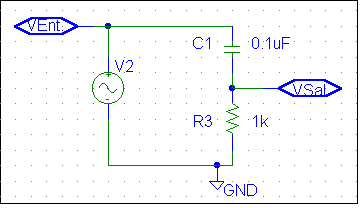 VEnt
C1 0.1uF
V2
VSal
R3 1k
GND